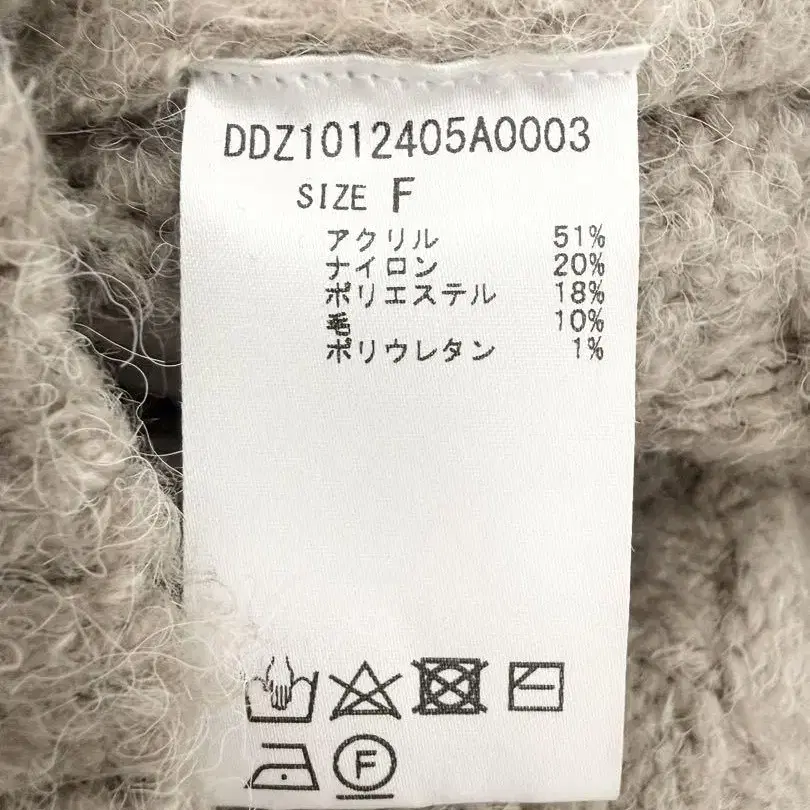 DDZ1012405A0003
SIZE F
アクリル 51%
ナイロン 20%
ポリエステル 18%
毛 10%
ポリウレタン 1%
F